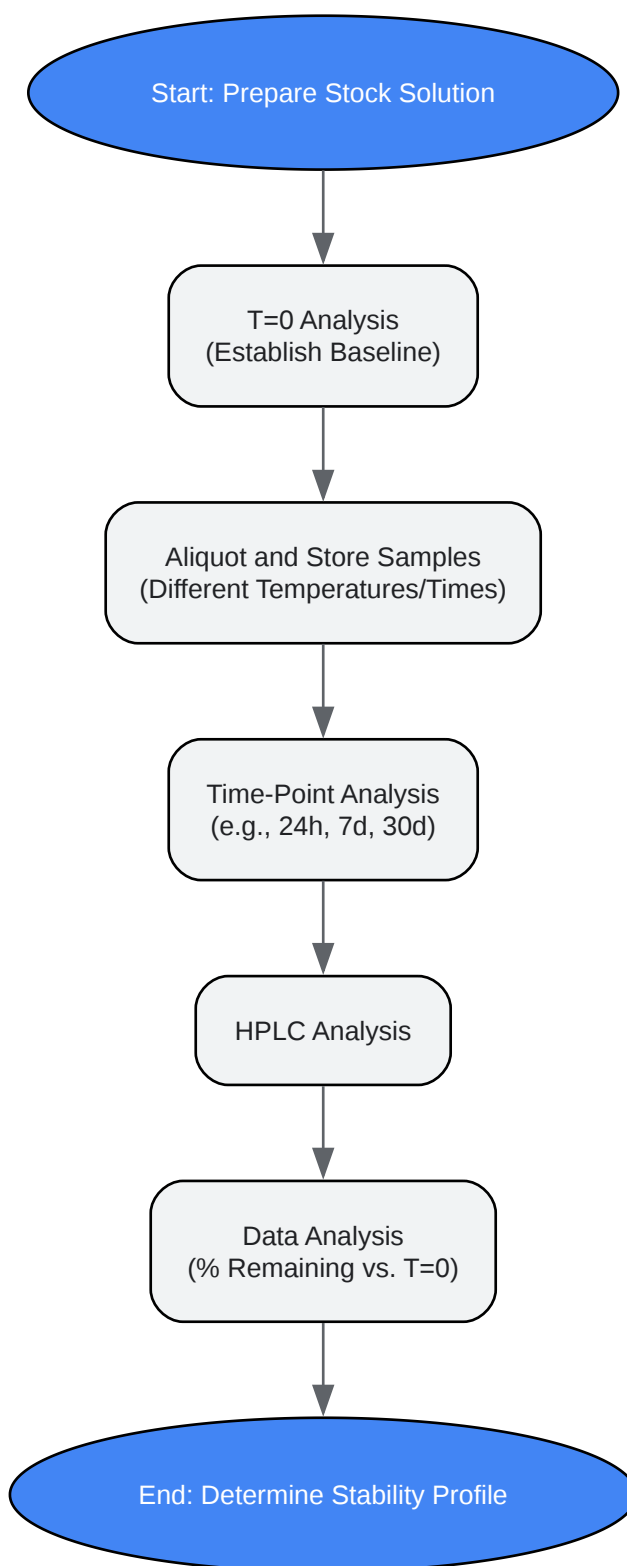 Start: Prepare Stock Solution
T=0 Analysis
(Establish Baseline)
Aliquot and Store Samples
(Different Temperatures/Times)
Time-Point Analysis
(e.g., 24h, 7d, 30d)
HPLC Analysis
Data Analysis
(% Remaining vs. T=0)
End: Determine Stability Profile